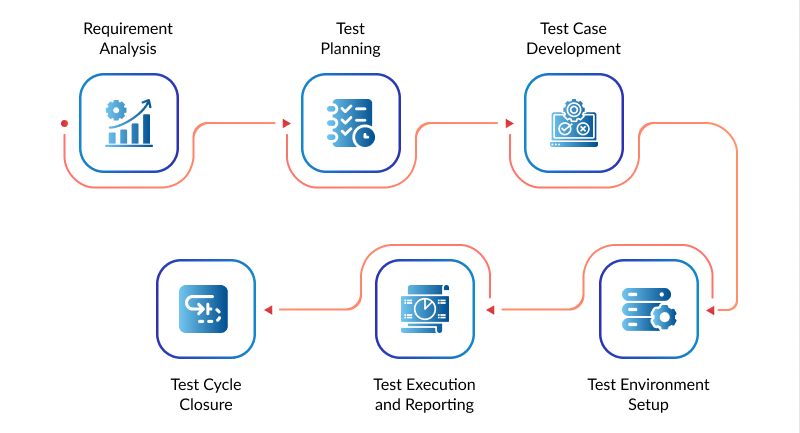 Requirement
Analysis
Test
Planning
Test Case
Development
Test Cycle
Closure
Test Execution
and Reporting
Test Environment
Setup